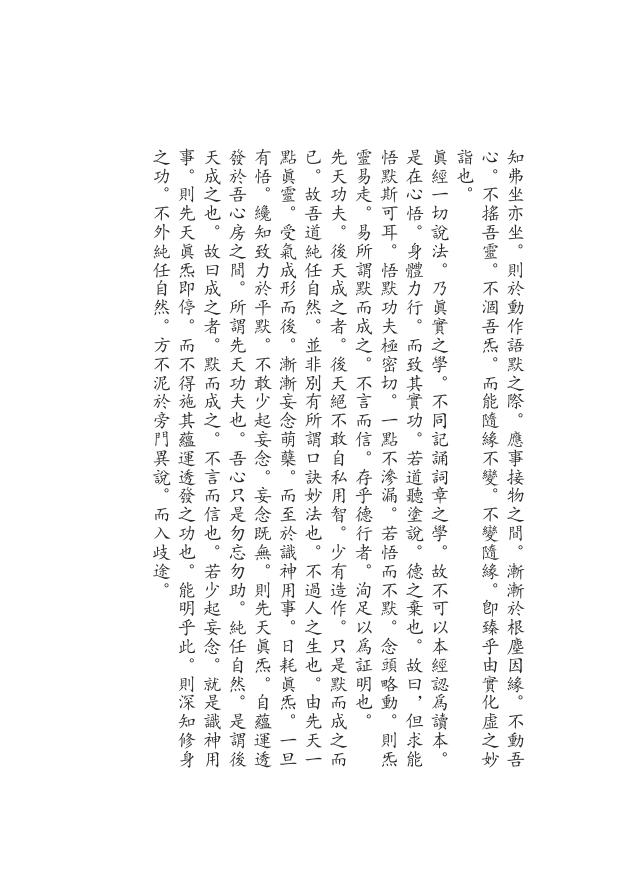 知弗坐亦坐。則於動作語默之際。應事接物之間。漸漸於根塵因緣。不動吾
心。不搖吾靈。不涸吾炁。而能隨緣不變。不變隨緣。卽臻乎由實化虛之妙
詣也。
眞經一切說法。乃眞實之學。不同記誦詞章之學。故不可以本經認爲讀本。
是在心悟。身體力行。而致其實功。若道聽塗說。德之棄也。故曰，但求能
悟默斯可耳。悟默功夫極密切。一點不滲漏。若悟而不默。念頭略動。則炁
靈易走。易所謂默而成之。不言而信。存乎德行者。洵足以爲証明也。
先天功夫。後天成之者。後天絕不敢自私用智。少有造作。只是默而成之而
已。故吾道純任自然。並非別有所謂口訣妙法也。不過人之生也。由先天一
點眞靈。受氣成形而後。漸漸妄念萌蘖。而至於識神用事。日耗眞炁。一旦
有悟。纔知致力於平默。不敢少起妄念。妄念既無。則先天眞炁。自蘊運透
發於吾心房之間。所謂先天功夫也。吾心只是勿忘勿助。純任自然。是謂後
天成之也。故曰成之者。默而成之。不言而信也。若少起妄念。就是識神用
事。則先天眞炁即停。而不得施其蘊運透發之功也。能明乎此。則深知修身
之功。不外純任自然。方不泥於旁門異說。而入歧途。